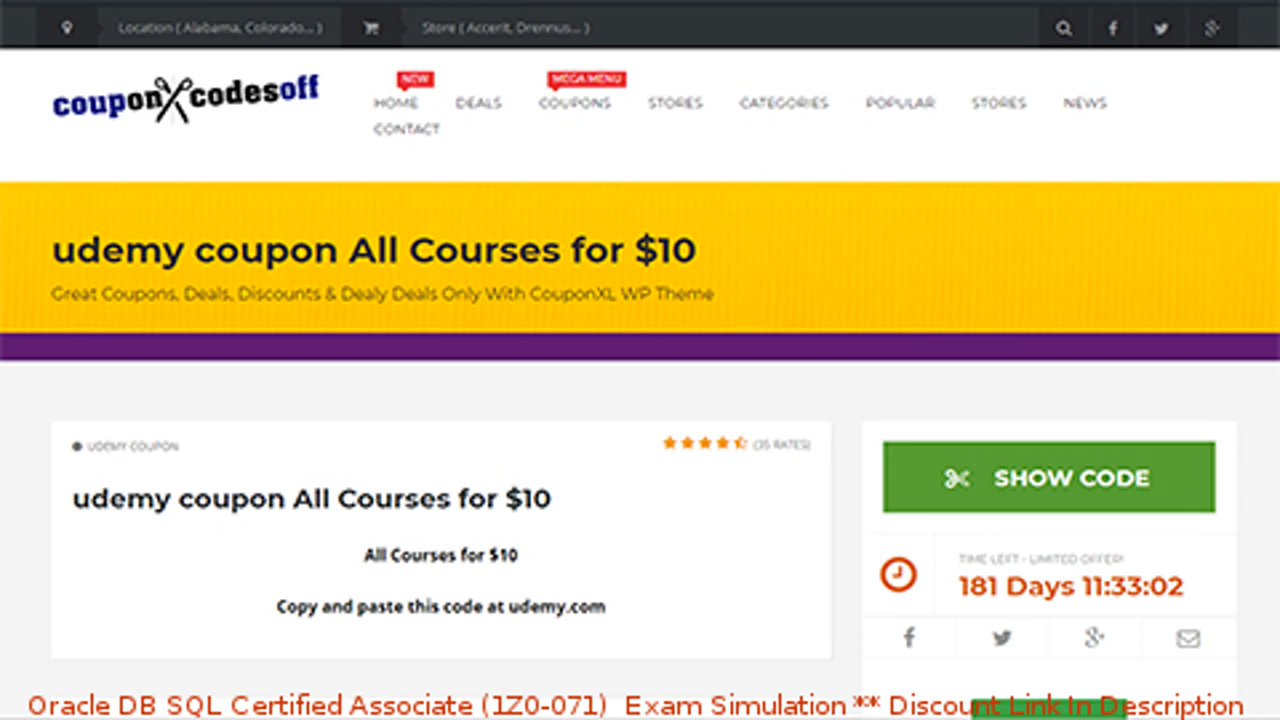 Location ( Alabama, Colorado... )
Store ( Accerit, Drennus... )
couponcodesoff
NEW
MEGA MENU
HOME DEALS COUPONS STORES CATEGORIES POPULAR STORES NEWS
CONTACT
udemy coupon All Courses for $10
Great Coupons, Deals, Discounts & Dealy Deals Only With CouponXL WP Theme
UDEMY COUPON
(35 RATES)
udemy coupon All Courses for $10
All Courses for $10
Copy and paste this code at udemy.com
SHOW CODE
TIME LEFT - LIMITED OFFER!
181 Days 11:33:02
Oracle DB SQL Certified Associate (1Z0-071) Exam Simulation ** Discount Link In Description